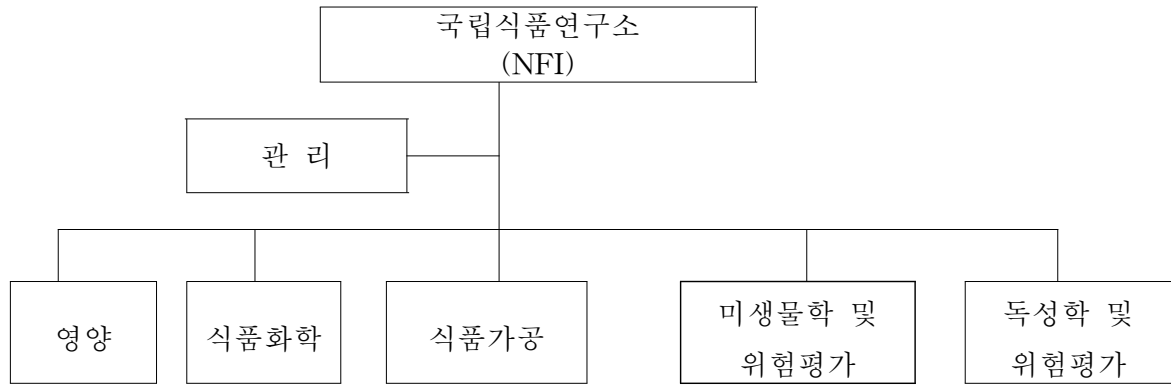 국립식품연구소
(NFI)
관 리
영양
식품화학
식품가공
미생물학 및
위험평가
독성학 및
위험평가